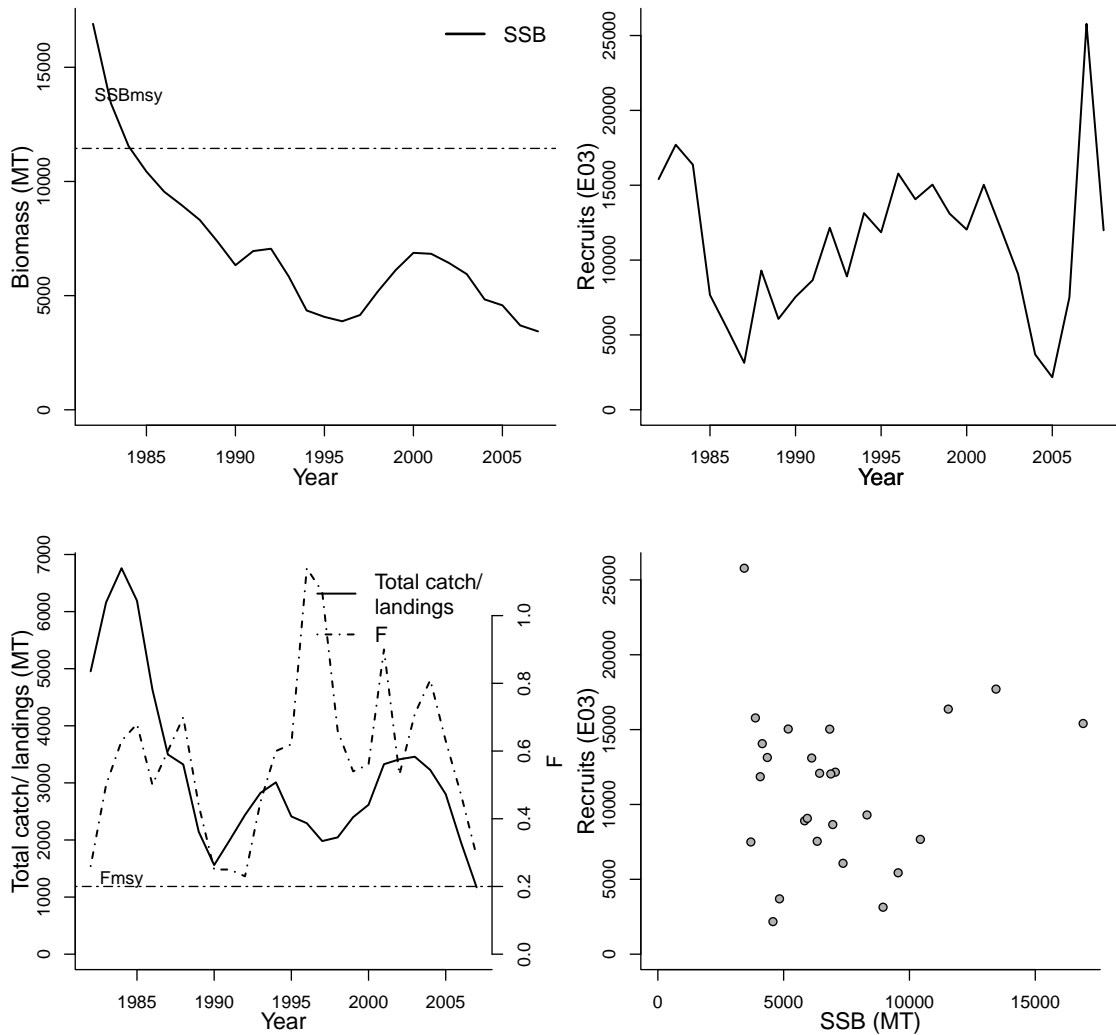 SSB
SSBmsy
Biomass (MT)
0 5000 10000 15000
1985 1990 1995 2000 2005
Year
Recruits (E03)
0 5000 10000 15000 20000 25000
1985 1990 1995 2000 2005
Year
Total catch/
landings
F
Fmsy
Total catch/ landings (MT)
0 1000 2000 3000 4000 5000 6000 7000
F
0.0 0.2 0.4 0.6 0.8 1.0
1985 1990 1995 2000 2005
Year
Recruits (E03)
0 5000 10000 15000 20000 25000
0 5000 10000 15000
SSB (MT)